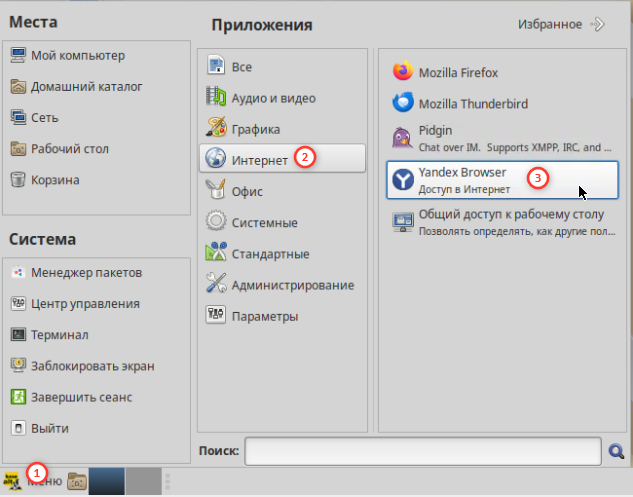 Места
Мой компьютер
Домашний каталог
Сеть
Рабочий стол
Корзина
Система
Менеджер пакетов
Центр управления
Терминал
Заблокировать экран
Завершить сеанс
Выйти
Приложения
Избранное
Все
Аудио и видео
Графика
Интернет 2
Офис
Системные
Стандартные
Администрирование
Параметры
Mozilla Firefox
Mozilla Thunderbird
Pidgin
Chat over IM. Supports XMPP, IRC, and ...
Yandex Browser 3
Доступ в Интернет
Общий доступ к рабочему столу
Позволять определять, как другие пол...
Поиск:
1